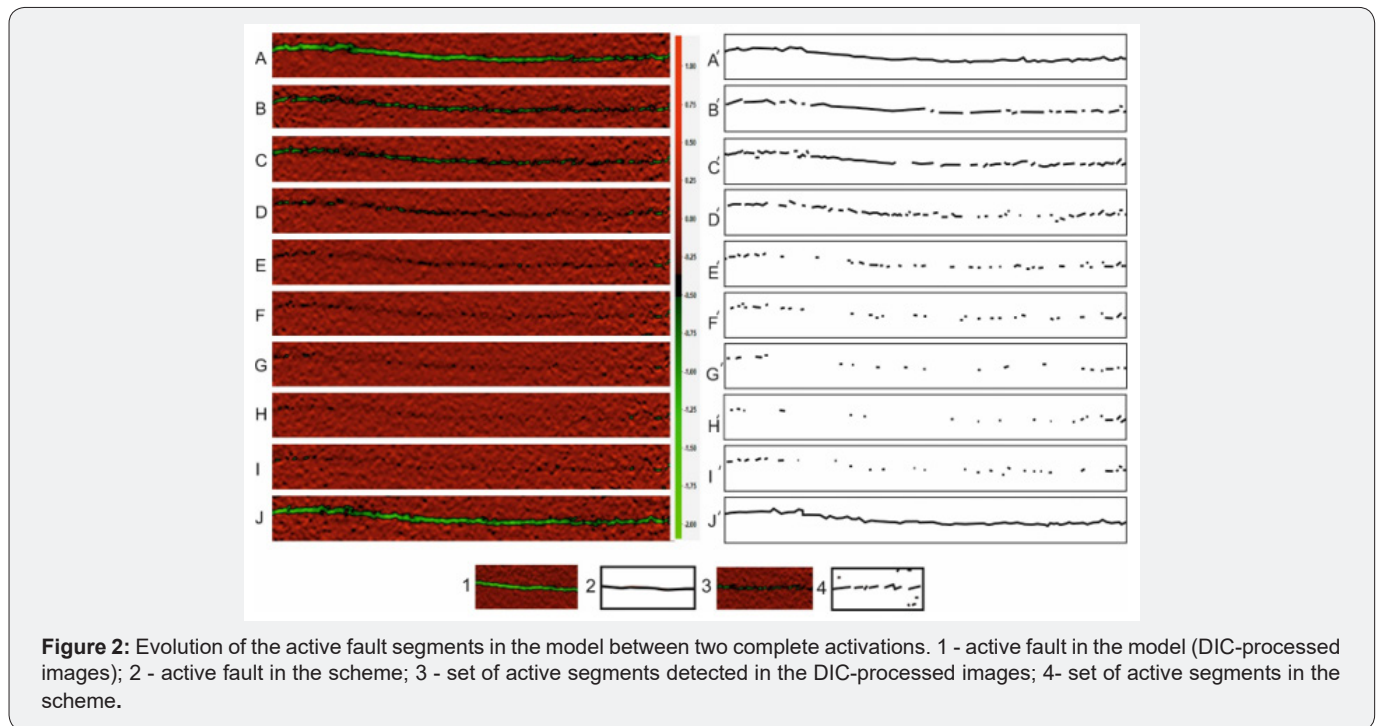 A
B
C
D
E
F
G
H
I
J
1.00
0.75
0.50
0.25
0.00
-0.25
-0.50
-0.75
-1.00
-1.25
-1.50
-1.75
-2.00
A′
B′
C′
D′
E′
F′
G′
H′
I′
J′
1 2 3 4
Figure 2: Evolution of the active fault segments in the model between two complete activations. 1 - active fault in the model (DIC-processed
images); 2 - active fault in the scheme; 3 - set of active segments detected in the DIC-processed images; 4- set of active segments in the
scheme.